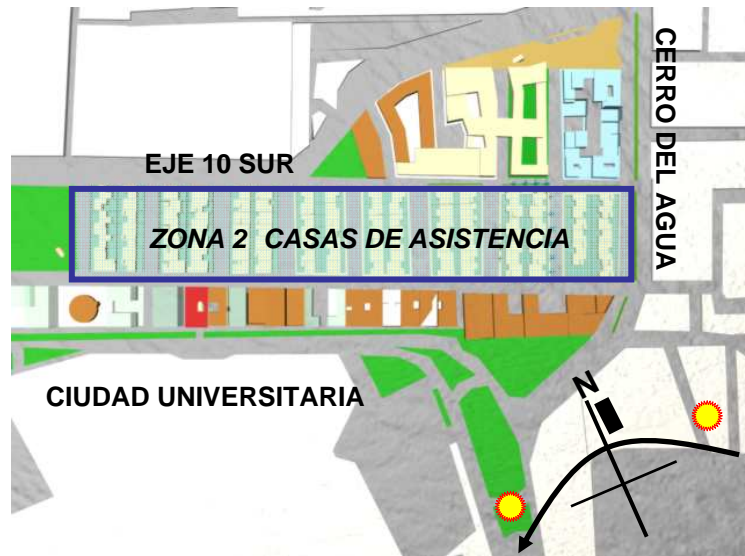 CERRO DEL AGUA
EJE 10 SUR
ZONA 2 CASAS DE ASISTENCIA
CIUDAD UNIVERSITARIA
N